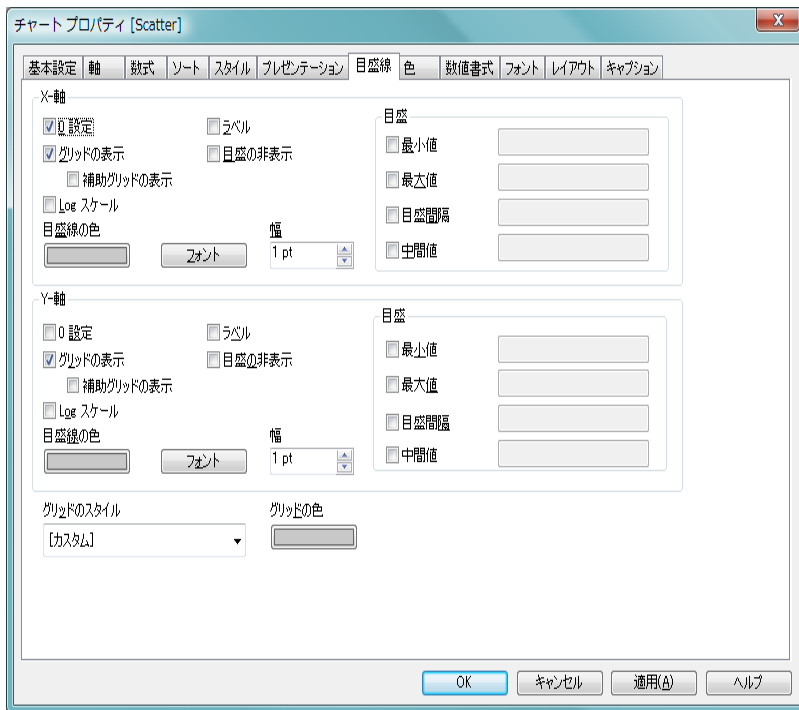 チャート プロパティ [Scatter]
X
基本設定 軸 数式 ソート スタイル プレゼンテーション 目盛線 色 数値書式 フォント レイアウト キャプション
X-軸
0 設定
ラベル
グリッドの表示
目盛の非表示
補助グリッドの表示
Log スケール
目盛線の色
フォント
幅
1 pt
目盛
最小値
最大値
目盛間隔
中間値
Y-軸
0 設定
ラベル
グリッドの表示
目盛の非表示
補助グリッドの表示
Log スケール
目盛線の色
フォント
幅
1 pt
目盛
最小値
最大値
目盛間隔
中間値
グリッドのスタイル
[カスタム]
グリッドの色
OK キャンセル 適用(A) ヘルプ